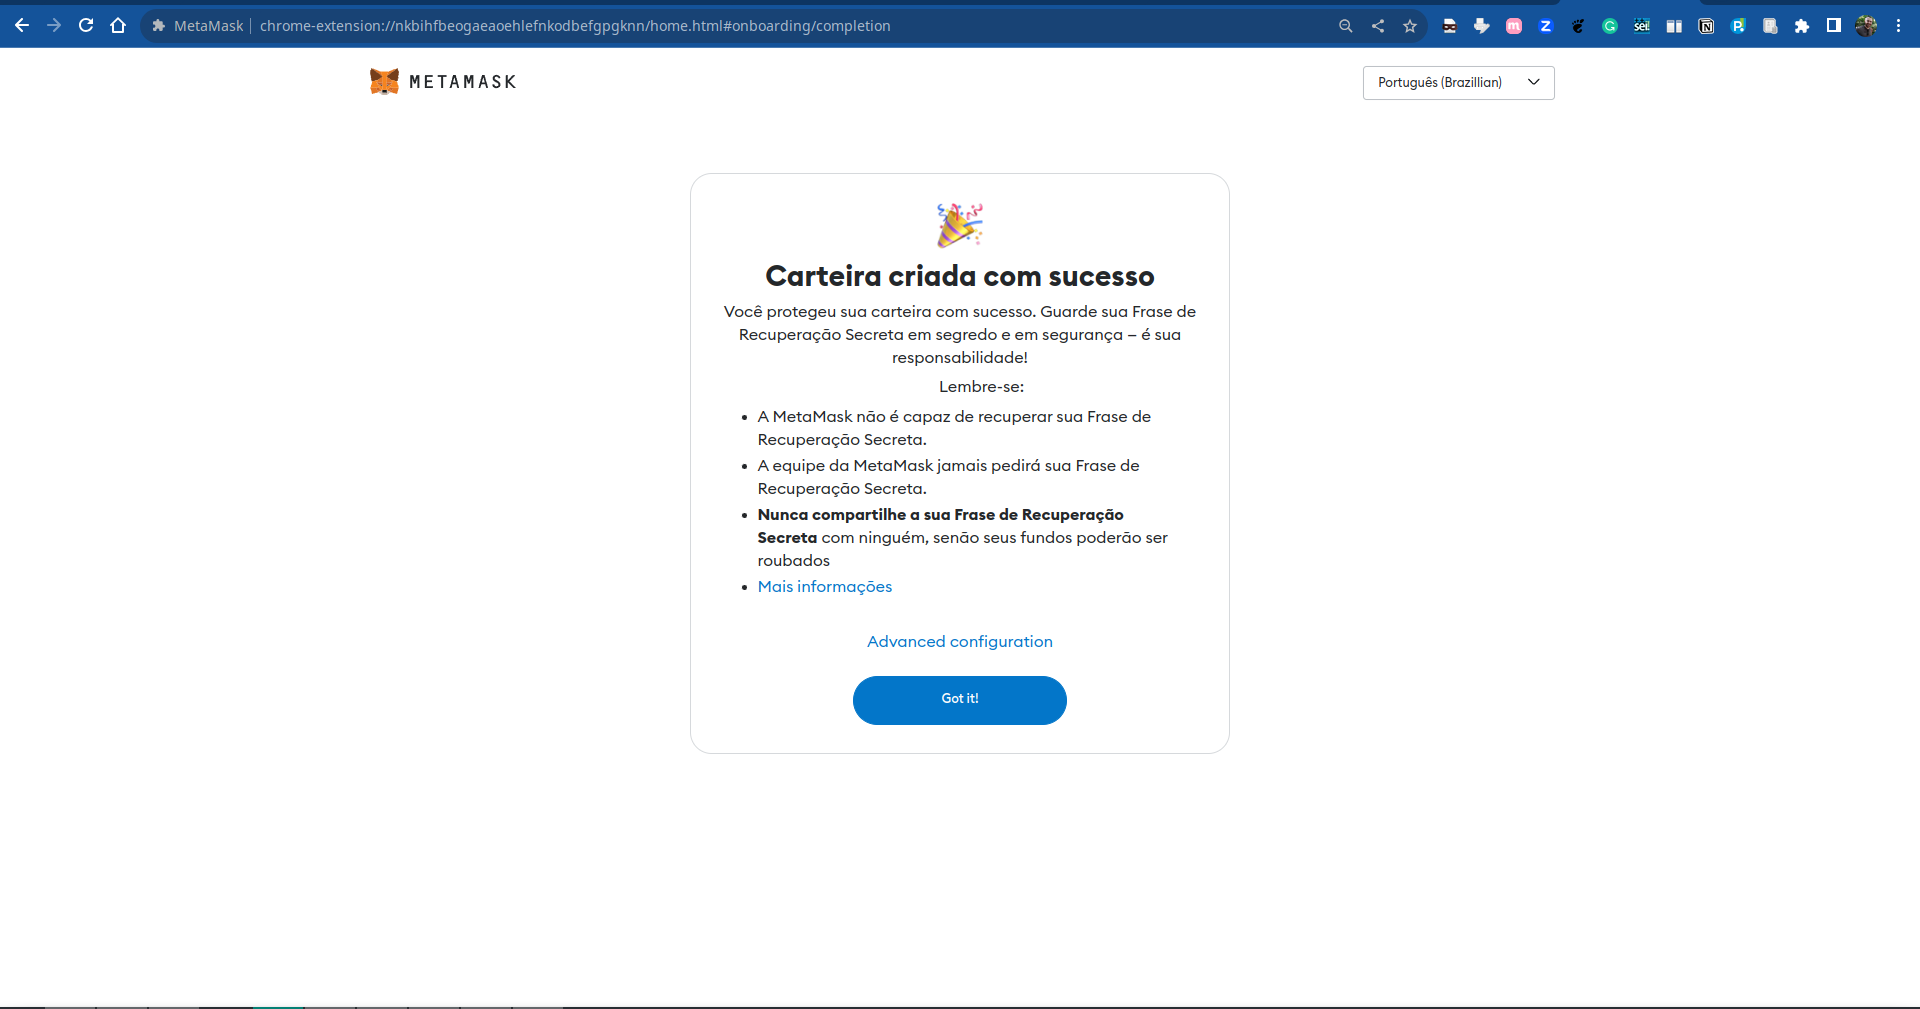 MetaMask | chrome-extension://nkbihfbeogaeaoehlefnkodbefgpgknn/home.html#onboarding/completion
METAMASK
Português (Brazillian)
Carteira criada com sucesso
Você protegeu sua carteira com sucesso. Guarde sua Frase de
Recuperação Secreta em segredo e em segurança – é sua
responsabilidade!
Lembre-se:
• A MetaMask não é capaz de recuperar sua Frase de
Recuperação Secreta.
• A equipe da MetaMask jamais pedirá sua Frase de
Recuperação Secreta.
• Nunca compartilhe a sua Frase de Recuperação
Secreta com ninguém, senão seus fundos poderão ser
roubados
• Mais informações
Advanced configuration
Got it!